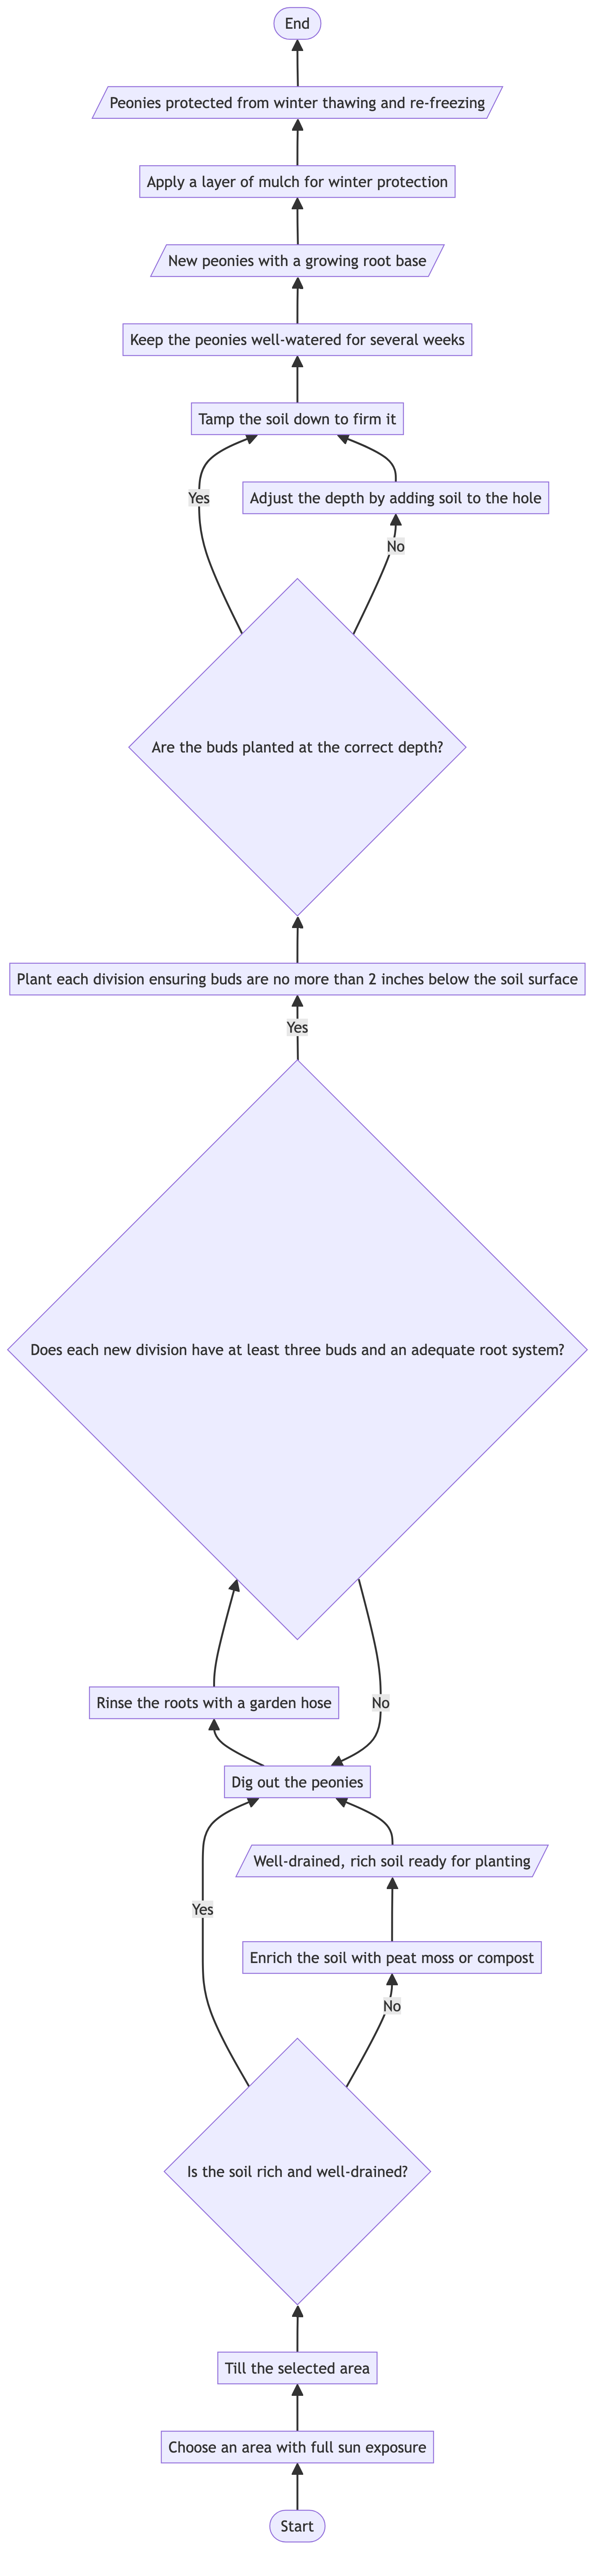 End
Peonies protected from winter thawing and re-freezing
Apply a layer of mulch for winter protection
New peonies with a growing root base
Keep the peonies well-watered for several weeks
Tamp the soil down to firm it
Yes
Adjust the depth by adding soil to the hole
No
Are the buds planted at the correct depth?
Plant each division ensuring buds are no more than 2 inches below the soil surface
Yes
Does each new division have at least three buds and an adequate root system?
Rinse the roots with a garden hose
No
Dig out the peonies
Well-drained, rich soil ready for planting
Yes
Enrich the soil with peat moss or compost
No
Is the soil rich and well-drained?
Till the selected area
Choose an area with full sun exposure
Start